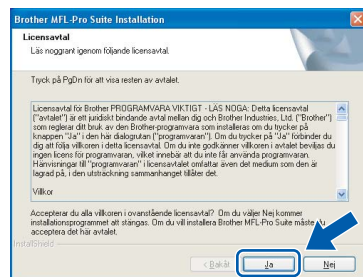 Brother MFL-Pro Suite Installation
Licensavtal
Läs noggrant igenom följande licensavtal.
Tryck på PgDn för att visa resten av avtalet.
Licensavtal för Brother PROGRAMVARA VIKTIGT - LÄS NOGA: Detta licensavtal
("avtalet") är ett juridiskt bindande avtal mellan dig och Brother Industries, Ltd. ("Brother")
som reglerar ditt bruk av den Brother-programvara som installeras om du trycker på
knappen "Ja" i den här dialogrutan ("programvaran"). Om du trycker på "Ja" förbinder du
dig att följa villkoren i detta licensavtal. Om du inte godkänner villkoren i avtalet beviljas du
ingen licens för programvaran, vilket innebär att du inte får använda programvaran.
Hänvisningar till "programvaran" i licensavtalet omfattar även det medium som den är
lagrad på, i den utsträckning sammanhanget tillåter det.
Villkor
Accepterar du alla villkoren i ovanstående licensavtal? Om du väljer Nej kommer
installationsprogrammet att stängas. Om du vill installera Brother MFL-Pro Suite måste du
acceptera det här avtalet.
InstallShield
< Bakåt
Ja
Nej